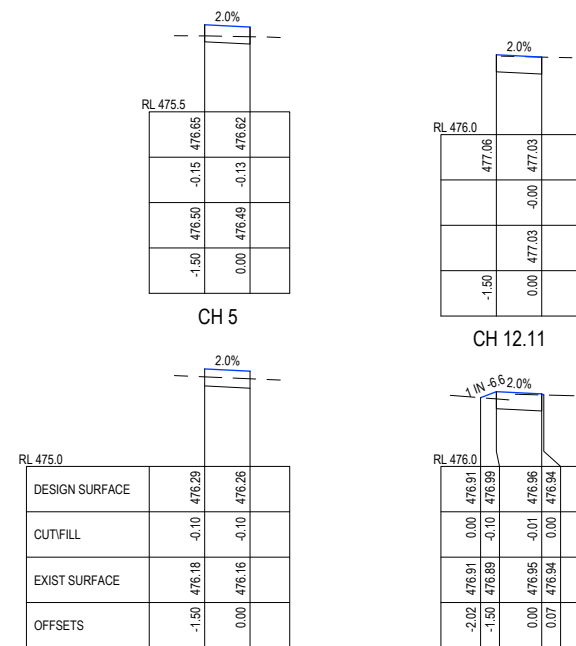 2.0%
RL 475.5
476.65 476.62
-0.15 -0.13
476.50 476.49
-1.50 0.00
CH 5
2.0%
RL 476.0
477.06 477.03
-0.00
477.03
-1.50 0.00
CH 12.11
2.0%
RL 475.0
DESIGN SURFACE 476.29 476.26
CUT\FILL -0.10 -0.10
EXIST SURFACE 476.18 476.16
OFFSETS -1.50 0.00
1 IN -6.6 2.0%
RL 476.0
476.91 476.99 476.96 476.94
0.00 -0.10 -0.01 0.00
476.91 476.89 476.95 476.94
-2.02 -1.50 0.00 0.07